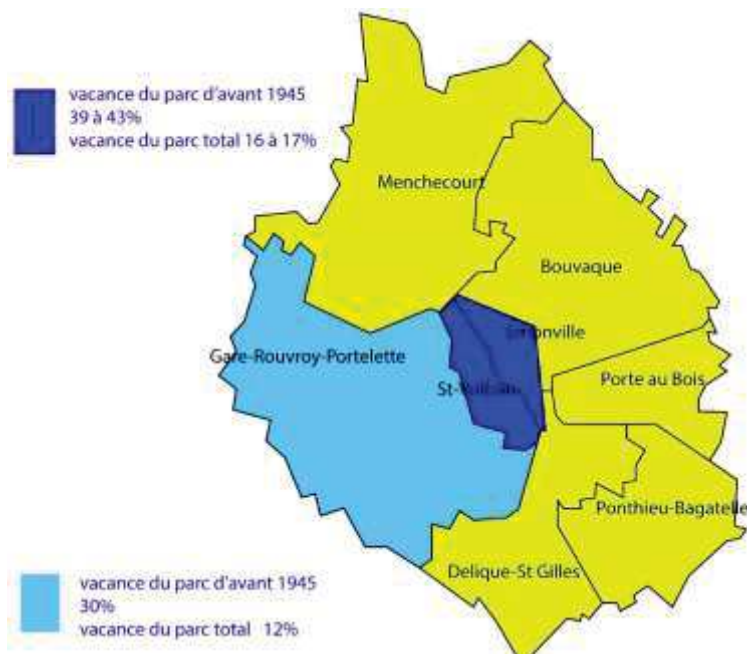 vacance du parc d'avant 1945
39 à 43%
vacance du parc total 16 à 17%
Menchecourt
Bouvaque
Gare-Rouvroy-Portelette
Porte au Bois
Ponthieu-Bagatelle
Delique-St Gilles
vacance du parc d'avant 1945
30%
vacance du parc total 12%